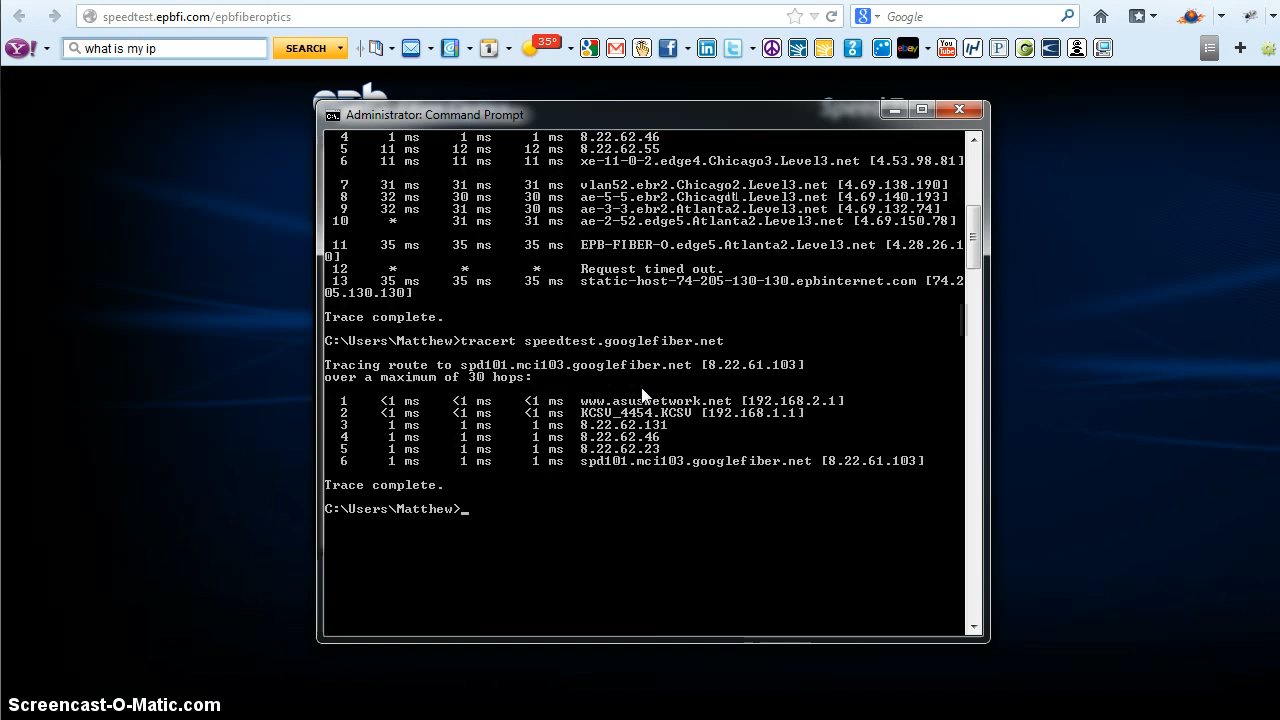 speedtest.epbfi.com/epbfiberoptics
Google
what is my ip
SEARCH
35°
epb
Administrator: Command Prompt
4 1 ms 1 ms 1 ms 8.22.62.46
5 11 ms 12 ms 12 ms 8.22.62.55
6 11 ms 11 ms 11 ms xe-11-0-2.edge4.Chicago3.Level3.net [4.53.98.81]
7 31 ms 31 ms 31 ms vlan52.ebr2.Chicago2.Level3.net [4.69.138.190]
8 32 ms 30 ms 30 ms ae-5-5.ebr2.Chicago1.Level3.net [4.69.140.193]
9 32 ms 31 ms 30 ms ae-3-3.ebr2.Atlanta2.Level3.net [4.69.132.74]
10 * 31 ms 31 ms ae-2-52.edge5.Atlanta2.Level3.net [4.69.150.78]
11 35 ms 35 ms 35 ms EPB-FIBER-O.edge5.Atlanta2.Level3.net [4.28.26.1
0]
12 * * * Request timed out.
13 35 ms 35 ms 35 ms static-host-74-205-130-130.epbinternet.com [74.2
05.130.130]
Trace complete.
C:\Users\Matthew>tracert speedtest.googlefiber.net
Tracing route to spd101.mci103.googlefiber.net [8.22.61.103]
over a maximum of 30 hops:
1 <1 ms <1 ms <1 ms www.asusnetwork.net [192.168.2.1]
2 <1 ms <1 ms <1 ms KCSV_4454.KCSV [192.168.1.1]
3 1 ms 1 ms 1 ms 8.22.62.131
4 1 ms 1 ms 1 ms 8.22.62.46
5 1 ms 1 ms 1 ms 8.22.62.23
6 1 ms 1 ms 1 ms spd101.mci103.googlefiber.net [8.22.61.103]
Trace complete.
C:\Users\Matthew>_
Screencast-O-Matic.com